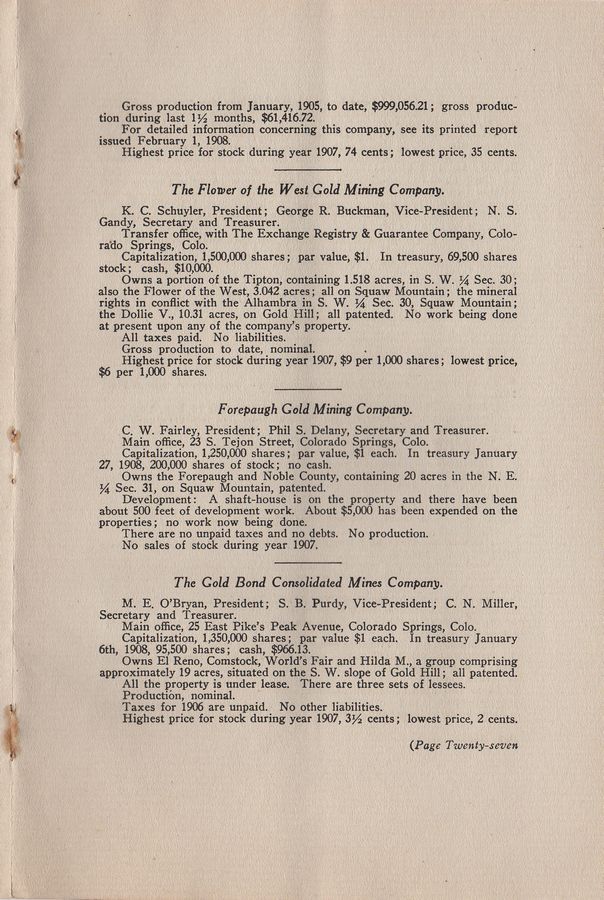 Gross production from January, 1905, to date, $999,056.21; gross produc-
tion during last 1½ months, $61,416.72.
For detailed information concerning this company, see its printed report
issued February 1, 1908.
Highest price for stock during year 1907, 74 cents; lowest price, 35 cents.
The Flower of the West Gold Mining Company.
K. C. Schuyler, President; George R. Buckman, Vice-President; N. S.
Gandy, Secretary and Treasurer.
Transfer office, with The Exchange Registry & Guarantee Company, Colo-
rado Springs, Colo.
Capitalization, 1,500,000 shares; par value, $1. In treasury, 69,500 shares
stock; cash, $10,000.
Owns a portion of the Tipton, containing 1.518 acres, in S. W. ¼ Sec. 30;
also the Flower of the West, 3.042 acres; all on Squaw Mountain; the mineral
rights in conflict with the Alhambra in S. W. ¼ Sec. 30, Squaw Mountain;
the Dollie V., 10.31 acres, on Gold Hill; all patented. No work being done
at present upon any of the company's property.
All taxes paid. No liabilities.
Gross production to date, nominal.
Highest price for stock during year 1907, $9 per 1,000 shares; lowest price,
$6 per 1,000 shares.
Forepaugh Gold Mining Company.
C. W. Fairley, President; Phil S. Delany, Secretary and Treasurer.
Main office, 23 S. Tejon Street, Colorado Springs, Colo.
Capitalization, 1,250,000 shares; par value, $1 each. In treasury January
27, 1908, 200,000 shares of stock; no cash.
Owns the Forepaugh and Noble County, containing 20 acres in the N. E.
¼ Sec. 31, on Squaw Mountain, patented.
Development: A shaft-house is on the property and there have been
about 500 feet of development work. About $5,000 has been expended on the
properties; no work now being done.
There are no unpaid taxes and no debts. No production.
No sales of stock during year 1907.
The Gold Bond Consolidated Mines Company.
M. E. O'Bryan, President; S. B. Purdy, Vice-President; C. N. Miller,
Secretary and Treasurer.
Main office, 25 East Pike's Peak Avenue, Colorado Springs, Colo.
Capitalization, 1,350,000 shares; par value $1 each. In treasury January
6th, 1908, 95,500 shares; cash, $966.13.
Owns El Reno, Comstock, World's Fair and Hilda M., a group comprising
approximately 19 acres, situated on the S. W. slope of Gold Hill; all patented.
All the property is under lease. There are three sets of lessees.
Production, nominal.
Taxes for 1906 are unpaid. No other liabilities.
Highest price for stock during year 1907, 3½ cents; lowest price, 2 cents.
(Page Twenty-seven